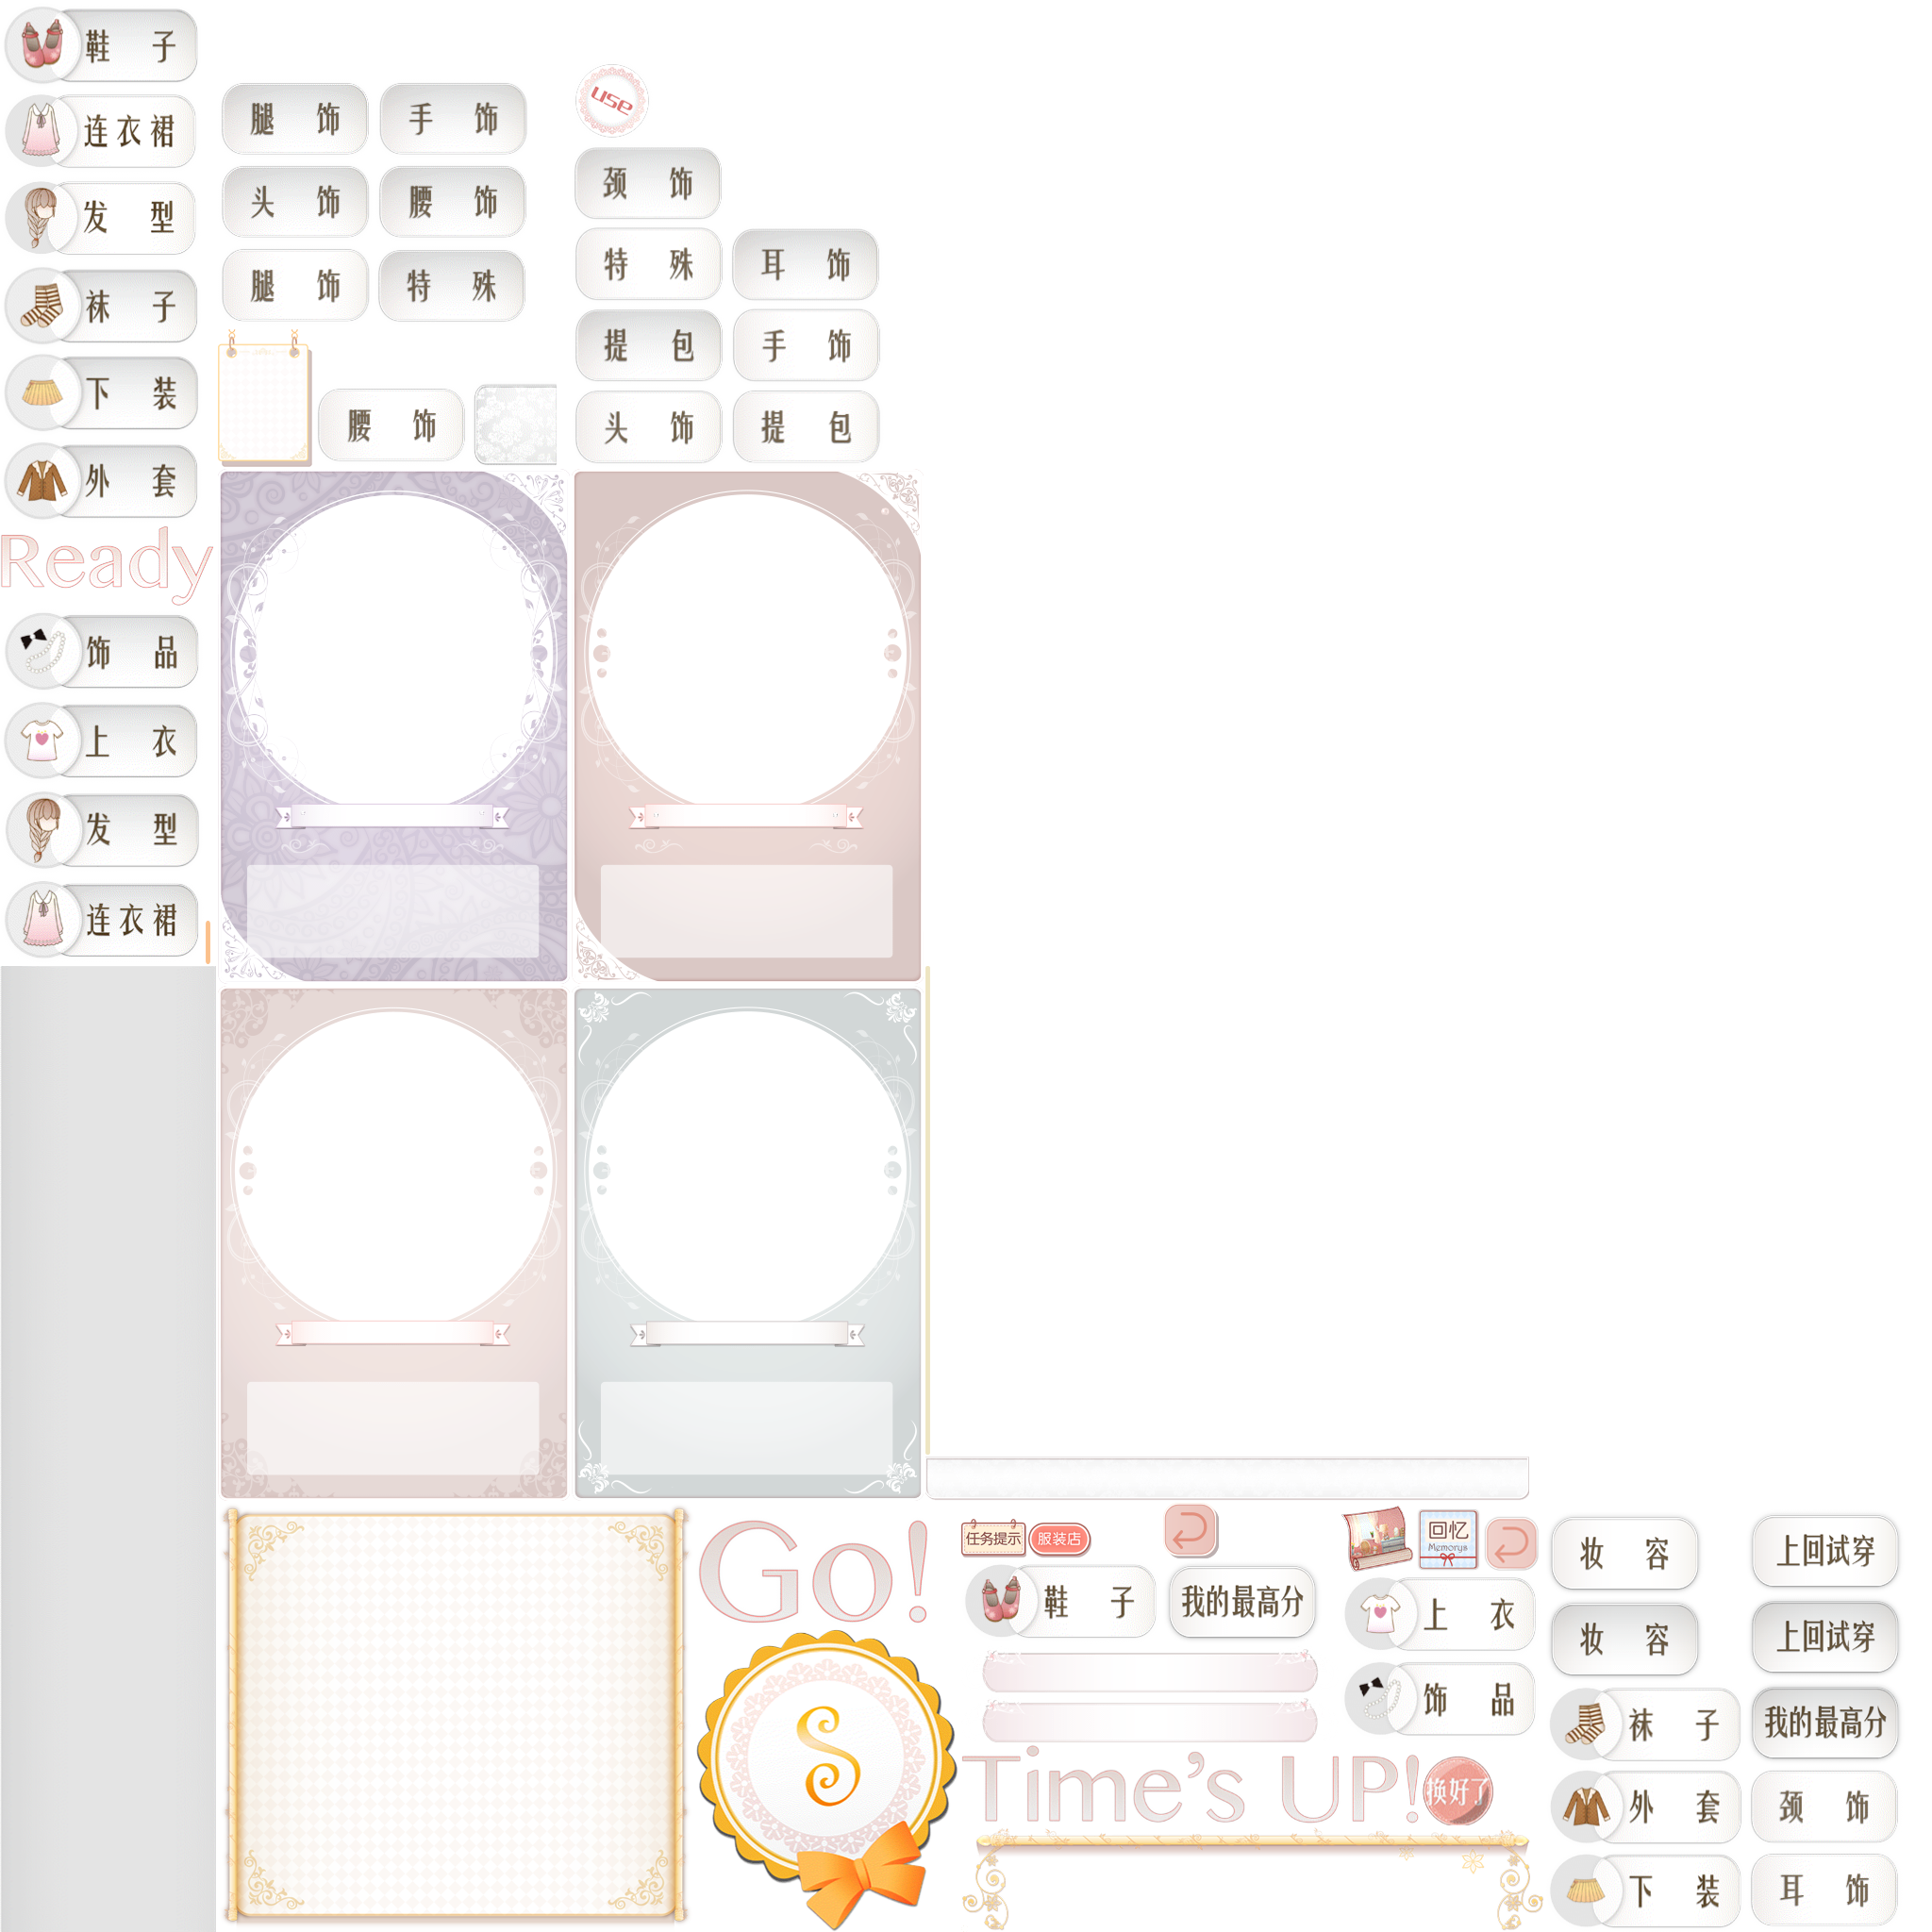 鞋子
连衣裙
发型
袜子
下装
外套
Ready
饰品
上衣
发型
连衣裙
腿饰
手饰
头饰
腰饰
腿饰
特殊
腰饰
use
颈饰
特殊
耳饰
提包
手饰
头饰
提包
Go!
S
任务提示
服装店
鞋子
我的最高分
回忆
Memorys
上衣
饰品
Time's UP!
换好了
妆容
上回试穿
妆容
上回试穿
袜子
我的最高分
外套
颈饰
下装
耳饰